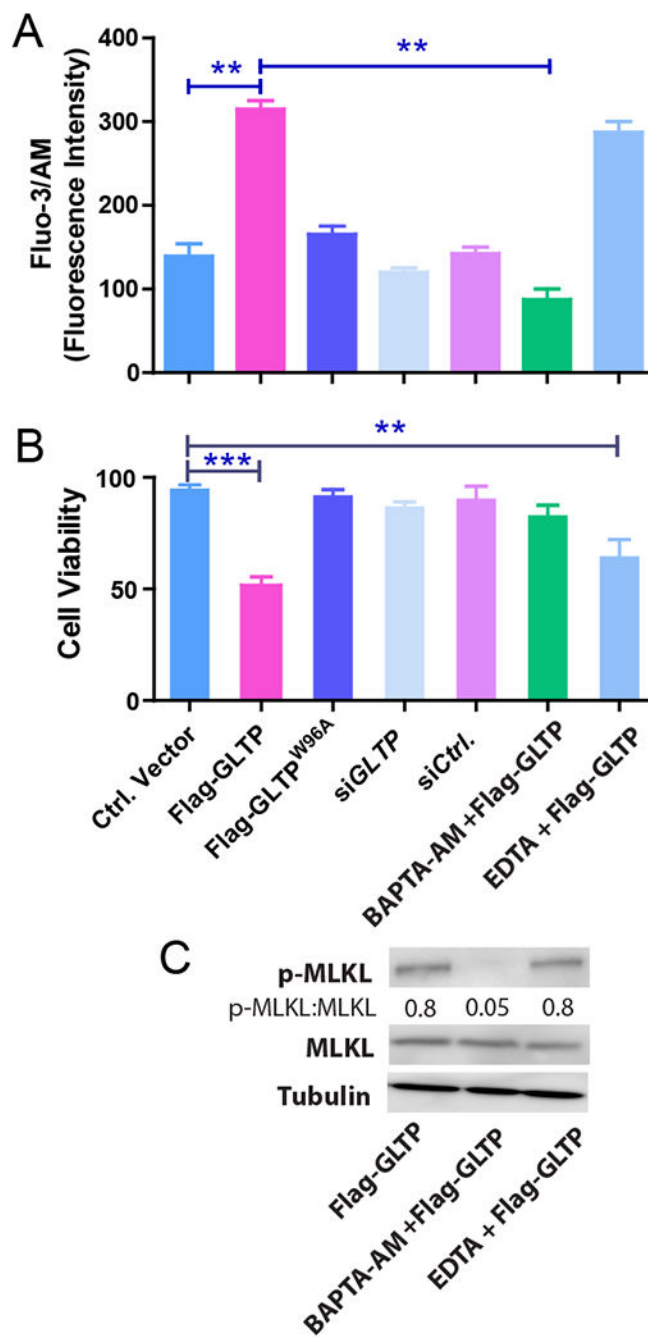 A
Fluo-3/AM
(Fluorescence Intensity)
400
300
200
100
0
**
**
B
Cell Viability
100
50
0
***
**
Ctrl. Vector
Flag-GLTP
Flag-GLTP^W96A
siGLTP
siCtrl.
BAPTA-AM +Flag-GLTP
EDTA + Flag-GLTP
C
p-MLKL
p-MLKL:MLKL 0.8 0.05 0.8
MLKL
Tubulin
Flag-GLTP
BAPTA-AM +Flag-GLTP
EDTA + Flag-GLTP